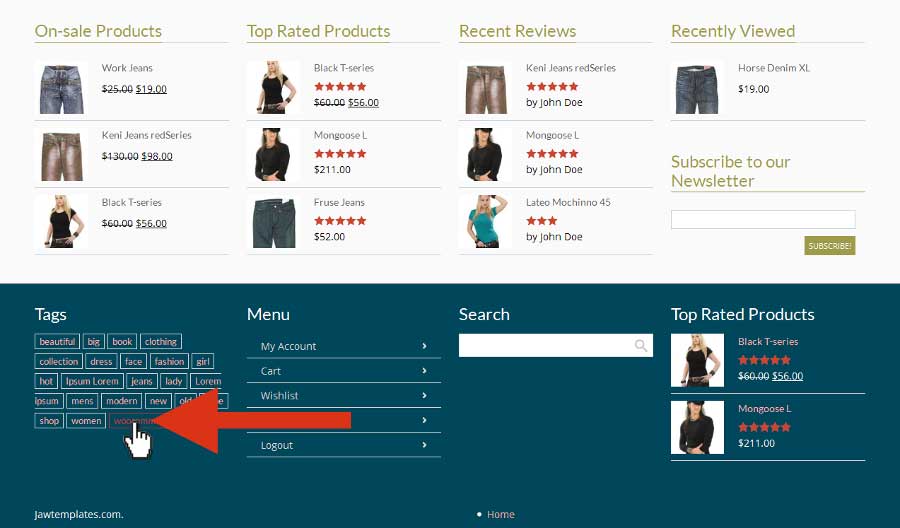 On-sale Products
Work Jeans
$25.00 $19.00
Keni Jeans redSeries
$130.00 $98.00
Black T-series
$60.00 $56.00
Top Rated Products
Black T-series
$60.00 $56.00
Mongoose L
$211.00
Fruse Jeans
$52.00
Recent Reviews
Keni Jeans redSeries
by John Doe
Mongoose L
by John Doe
Lateo Mochinno 45
by John Doe
Recently Viewed
Horse Denim XL
$19.00
Subscribe to our
Newsletter
SUBSCRIBE!
Tags
beautiful big book clothing
collection dress face fashion girl
hot Ipsum Lorem jeans lady Lorem
ipsum mens modern new
shop women
Menu
My Account
Cart
Wishlist
Logout
Search
Top Rated Products
Black T-series
$60.00 $56.00
Mongoose L
$211.00
Jawtemplates.com.
Home